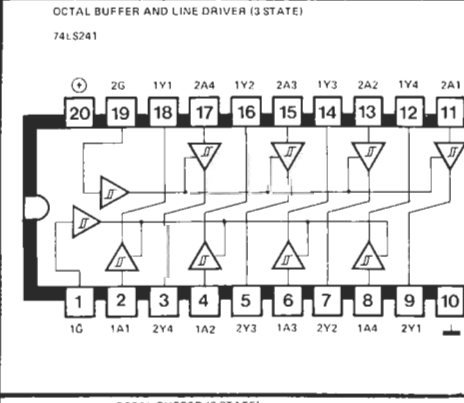 OCTAL BUFFER AND LINE DRIVER (3 STATE)
74LS241
2G 1Y1 2A4 1Y2 2A3 1Y3 2A2 1Y4 2A1
20 19 18 17 16 15 14 13 12 11
1 2 3 4 5 6 7 8 9 10
1G̅ 1A1 2Y4 1A2 2Y3 1A3 2Y2 1A4 2Y1